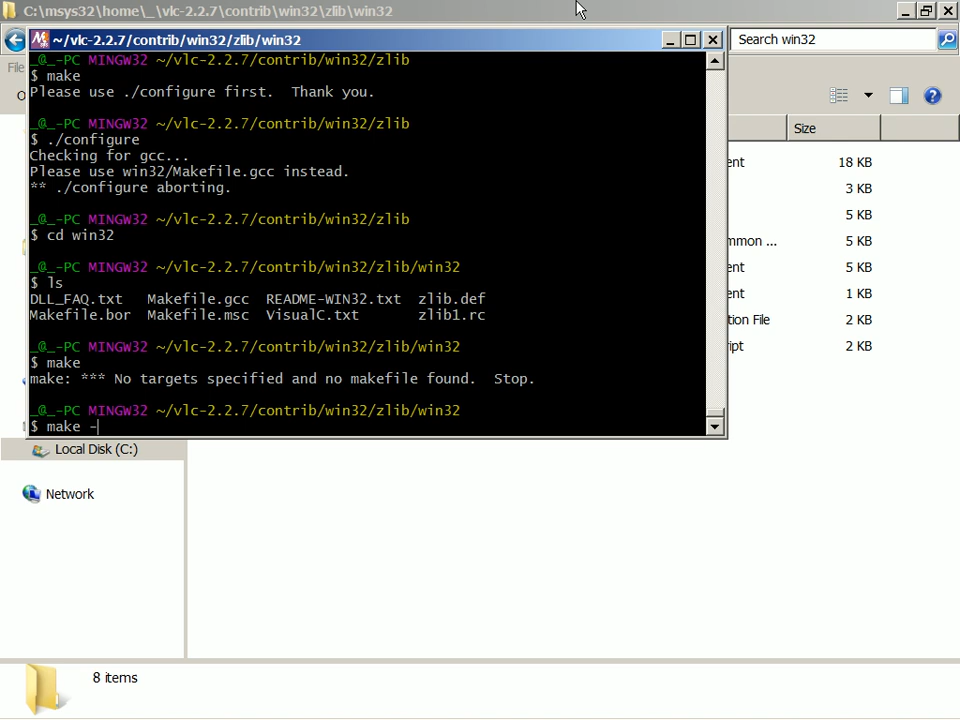 C:\msys32\home\_\vlc-2.2.7\contrib\win32\zlib\win32
~/vlc-2.2.7/contrib/win32/zlib/win32
Search win32
_@_-PC MINGW32 ~/vlc-2.2.7/contrib/win32/zlib
$ make
Please use ./configure first.  Thank you.
_@_-PC MINGW32 ~/vlc-2.2.7/contrib/win32/zlib
$ ./configure
Checking for gcc...
Please use win32/Makefile.gcc instead.
** ./configure aborting.
_@_-PC MINGW32 ~/vlc-2.2.7/contrib/win32/zlib
$ cd win32
_@_-PC MINGW32 ~/vlc-2.2.7/contrib/win32/zlib/win32
$ ls
DLL_FAQ.txt   Makefile.gcc  README-WIN32.txt  zlib.def
Makefile.bor  Makefile.msc  VisualC.txt       zlib1.rc
_@_-PC MINGW32 ~/vlc-2.2.7/contrib/win32/zlib/win32
$ make
make: *** No targets specified and no makefile found.  Stop.
_@_-PC MINGW32 ~/vlc-2.2.7/contrib/win32/zlib/win32
$ make -
File
Size
ent 18 KB
3 KB
5 KB
mmon ... 5 KB
ent 5 KB
ent 1 KB
tion File 2 KB
ript 2 KB
Local Disk (C:)
Network
8 items